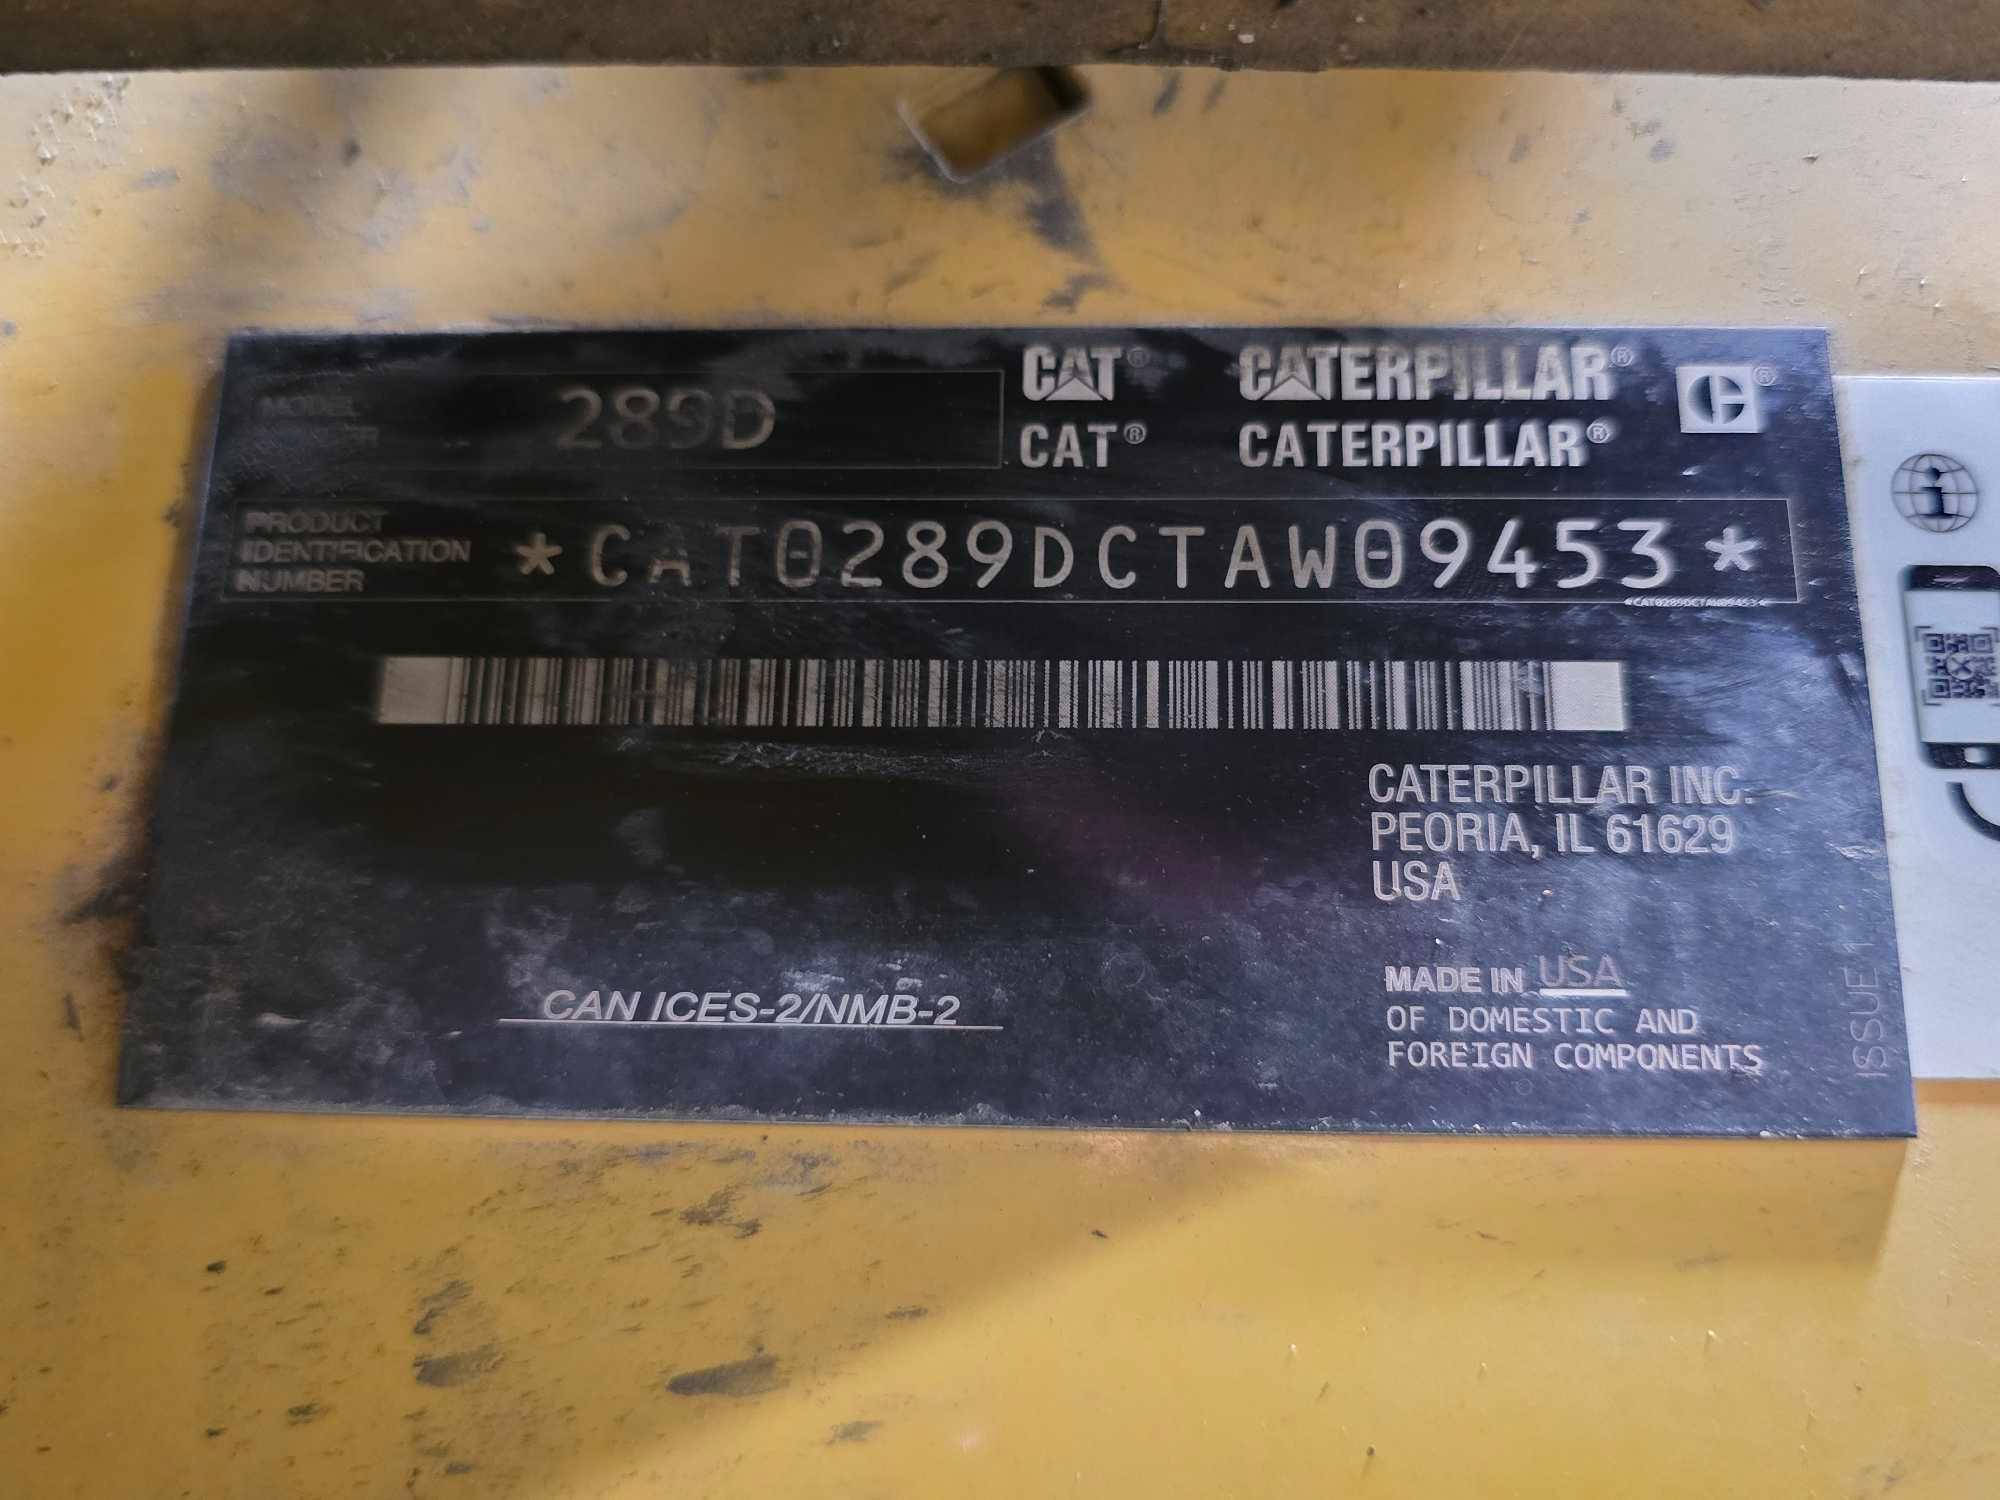 MODEL NUMBER 289D
CAT® CATERPILLAR® C®
CAT® CATERPILLAR®
PRODUCT
IDENTIFICATION
NUMBER
*CAT0289DCTAW09453*
*CAT0289DCTAW09453*
CATERPILLAR INC.
PEORIA, IL 61629
USA
CAN ICES-2/NMB-2
MADE IN USA
OF DOMESTIC AND
FOREIGN COMPONENTS
ISSUE 1
i